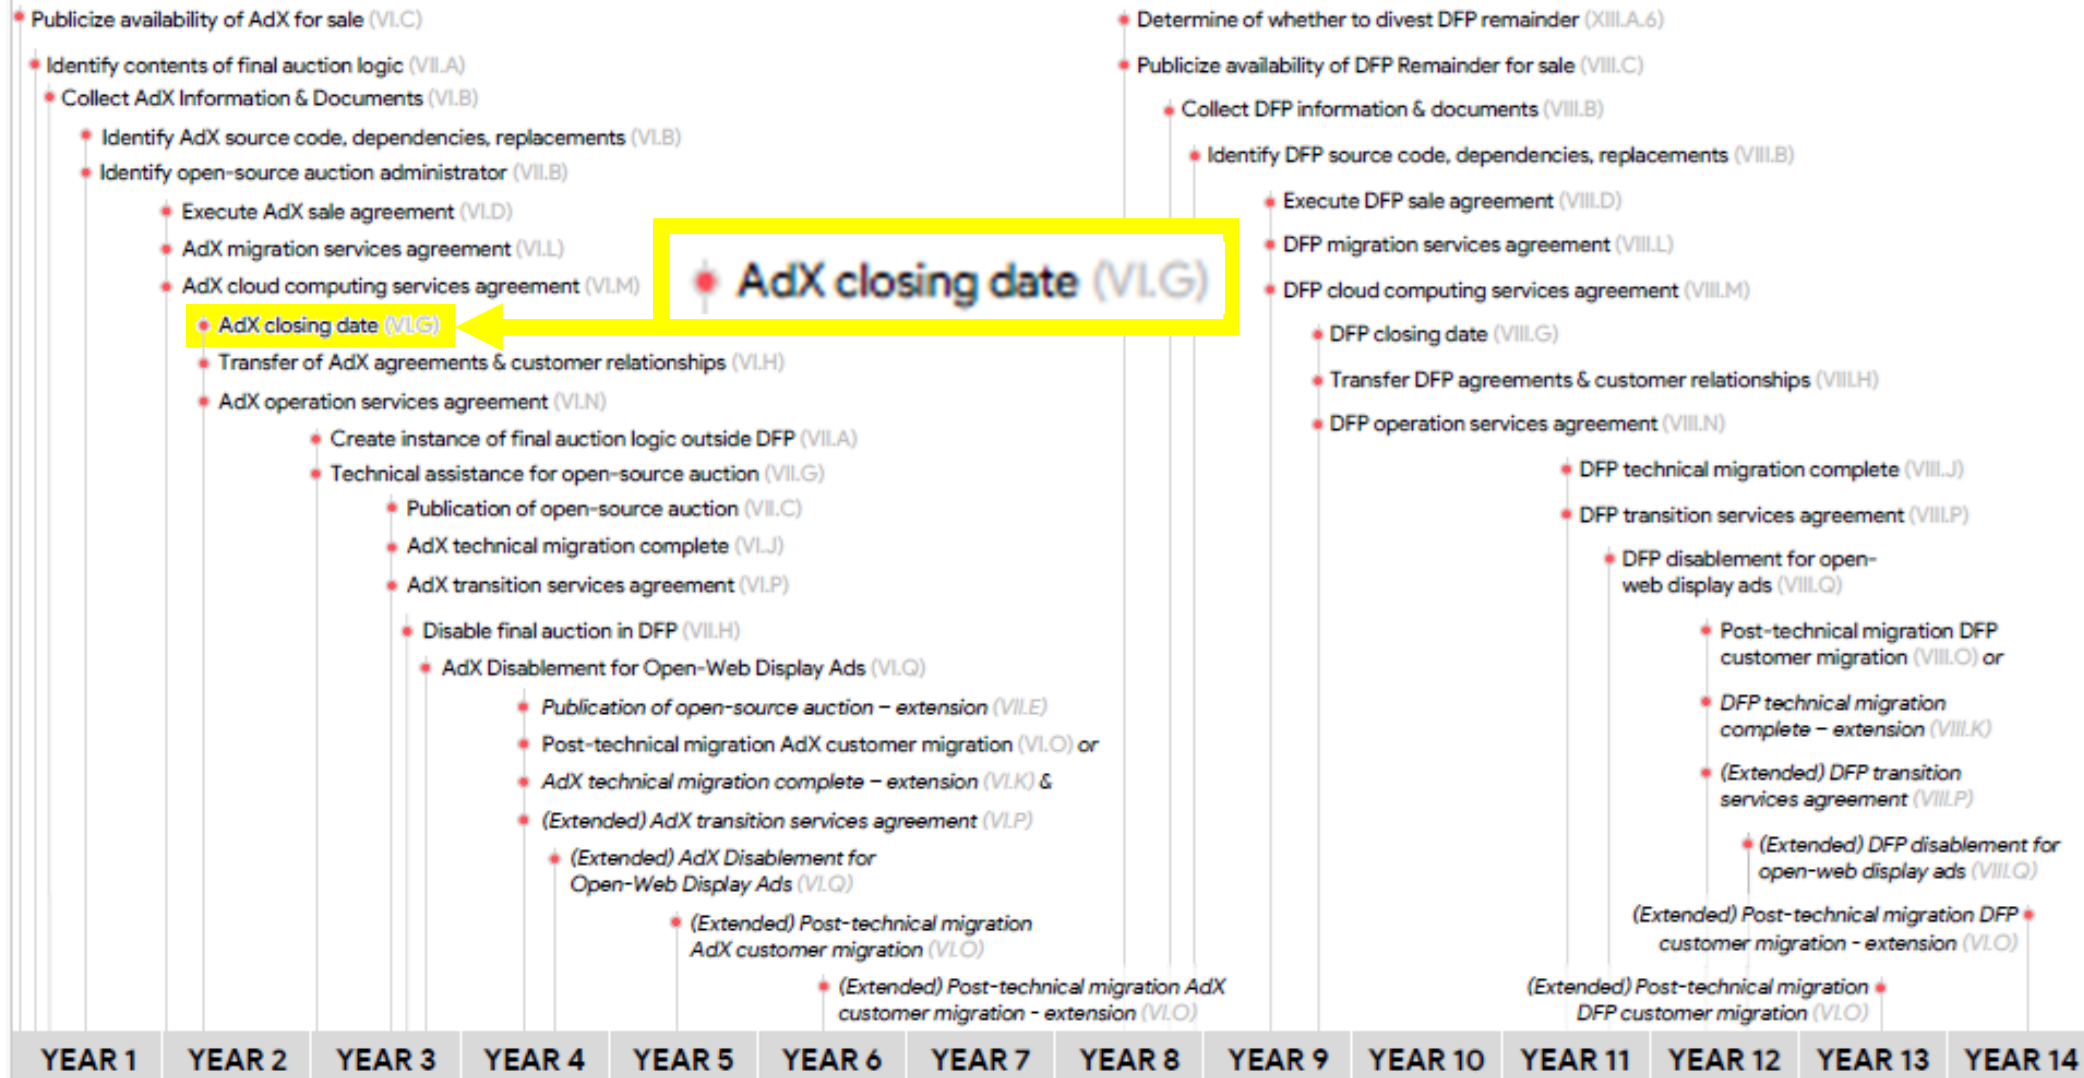 Publicize availability of AdX for sale (VI.C)
Identify contents of final auction logic (VII.A)
Collect AdX Information & Documents (VI.B)
Identify AdX source code, dependencies, replacements (VI.B)
Identify open-source auction administrator (VII.B)
Execute AdX sale agreement (VI.D)
AdX migration services agreement (VI.L)
AdX cloud computing services agreement (VI.M)
AdX closing date (VI.G)
AdX closing date (VI.G)
Transfer of AdX agreements & customer relationships (VI.H)
AdX operation services agreement (VI.N)
Create instance of final auction logic outside DFP (VII.A)
Technical assistance for open-source auction (VII.G)
Publication of open-source auction (VII.C)
AdX technical migration complete (VI.J)
AdX transition services agreement (VI.P)
Disable final auction in DFP (VII.H)
AdX Disablement for Open-Web Display Ads (VI.Q)
Publication of open-source auction – extension (VII.E)
Post-technical migration AdX customer migration (VI.O) or
AdX technical migration complete – extension (VI.K) &
(Extended) AdX transition services agreement (VI.P)
(Extended) AdX Disablement for
Open-Web Display Ads (VI.Q)
(Extended) Post-technical migration
AdX customer migration (VI.O)
(Extended) Post-technical migration AdX
customer migration - extension (VI.O)
Determine of whether to divest DFP remainder (XIII.A.6)
Publicize availability of DFP Remainder for sale (VIII.C)
Collect DFP information & documents (VIII.B)
Identify DFP source code, dependencies, replacements (VIII.B)
Execute DFP sale agreement (VIII.D)
DFP migration services agreement (VIII.L)
DFP cloud computing services agreement (VIII.M)
DFP closing date (VIII.G)
Transfer DFP agreements & customer relationships (VIII.H)
DFP operation services agreement (VIII.N)
DFP technical migration complete (VIII.J)
DFP transition services agreement (VIII.P)
DFP disablement for open-
web display ads (VIII.Q)
Post-technical migration DFP
customer migration (VIII.O) or
DFP technical migration
complete – extension (VIII.K)
(Extended) DFP transition
services agreement (VIII.P)
(Extended) DFP disablement for
open-web display ads (VIII.Q)
(Extended) Post-technical migration DFP
customer migration - extension (VI.O)
(Extended) Post-technical migration
DFP customer migration (VI.O)
YEAR 1 YEAR 2 YEAR 3 YEAR 4 YEAR 5 YEAR 6 YEAR 7 YEAR 8 YEAR 9 YEAR 10 YEAR 11 YEAR 12 YEAR 13 YEAR 14